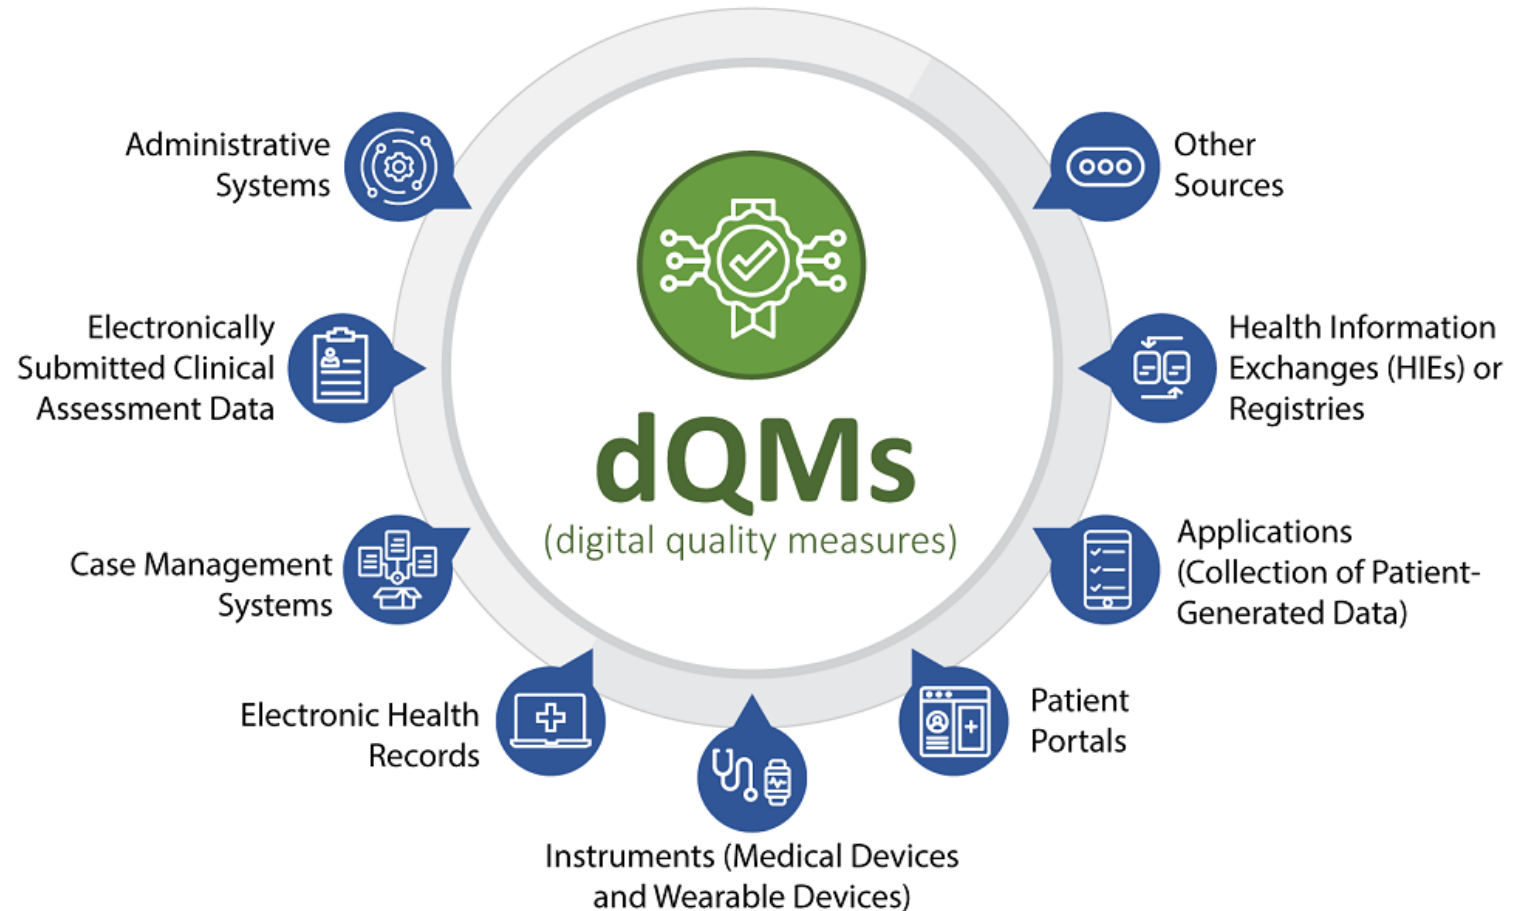 Administrative
Systems
Electronically
Submitted Clinical
Assessment Data
Case Management
Systems
Electronic Health
Records
Instruments (Medical Devices
and Wearable Devices)
Patient
Portals
Applications
(Collection of Patient-
Generated Data)
Health Information
Exchanges (HIEs) or
Registries
Other
Sources
dQMs
(digital quality measures)